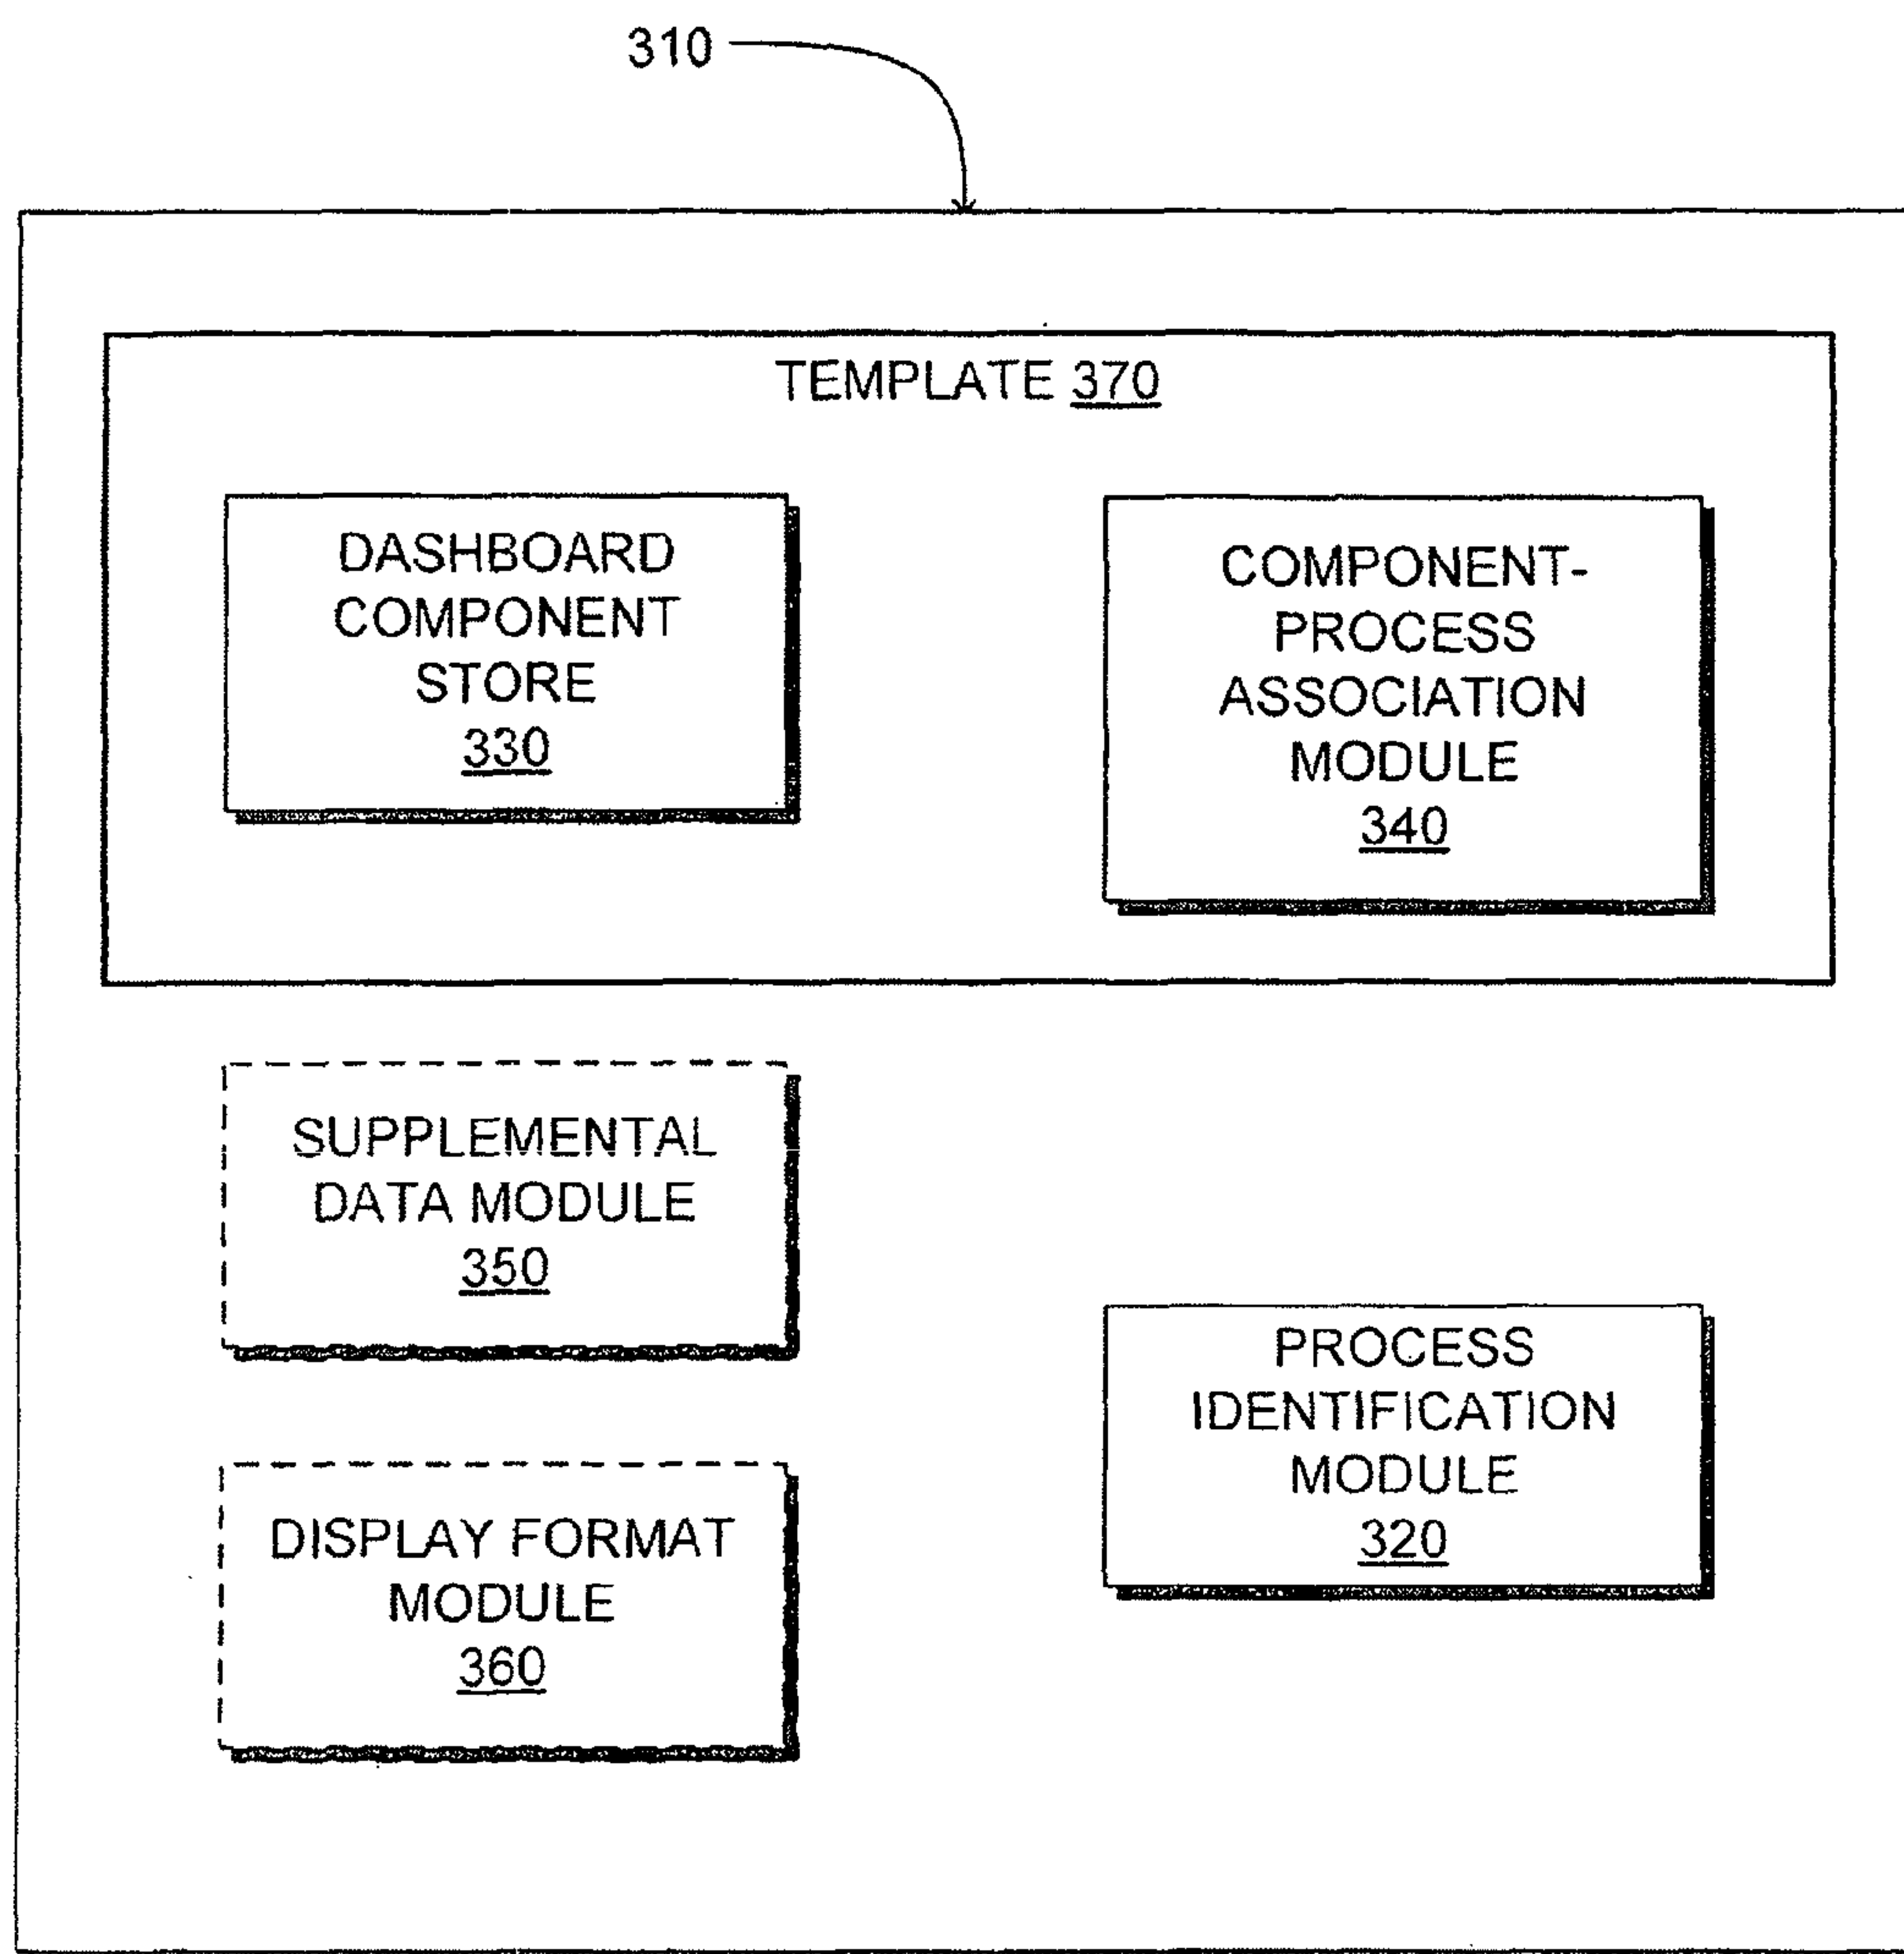 310
TEMPLATE 370
DASHBOARD
COMPONENT
STORE
330
COMPONENT-
PROCESS
ASSOCIATION
MODULE
340
SUPPLEMENTAL
DATA MODULE
350
PROCESS
IDENTIFICATION
MODULE
320
DISPLAY FORMAT
MODULE
360